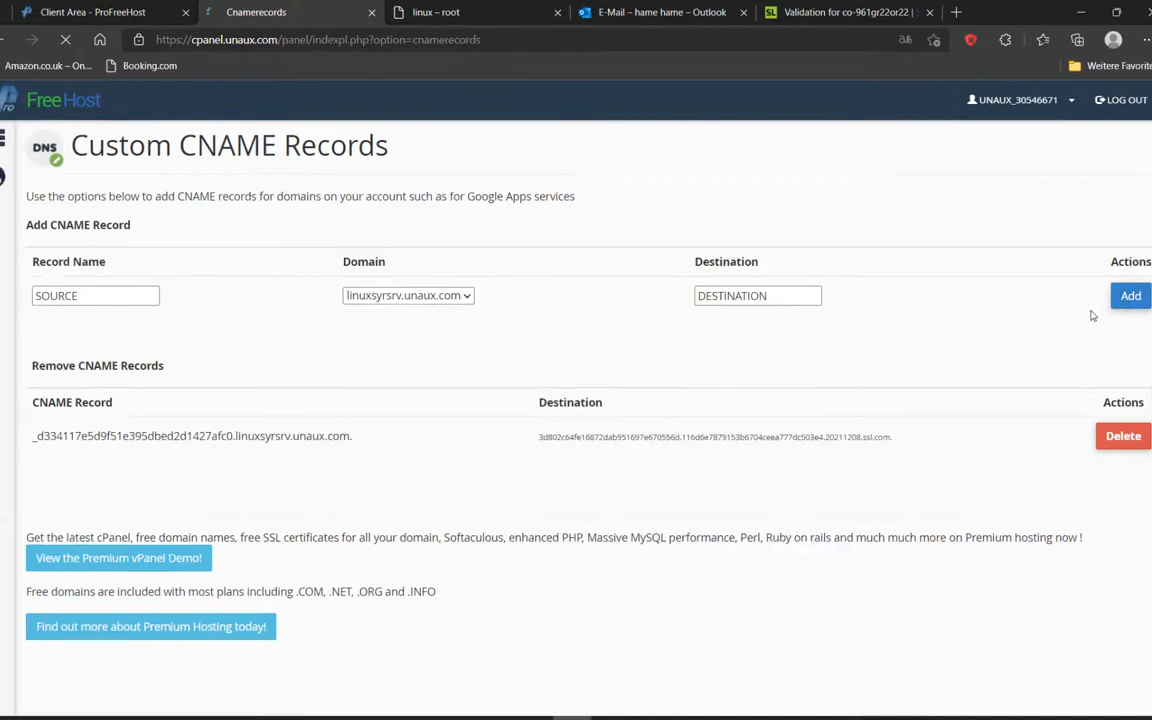 Client Area - ProFreeHost
Cnamerecords
linux – root
E-Mail – hame hame – Outlook
Validation for co-961gr22or22 |
https://cpanel.unaux.com/panel/indexpl.php?option=cnamerecords
Amazon.co.uk – On...
Booking.com
Weitere Favorite
Pro FreeHost
UNAUX_30546671
LOG OUT
DNS
Custom CNAME Records
Use the options below to add CNAME records for domains on your account such as for Google Apps services
Add CNAME Record
Record Name Domain Destination Actions
SOURCE linuxsyrsrv.unaux.com DESTINATION Add
Remove CNAME Records
CNAME Record Destination Actions
_d334117e5d9f51e395dbed2d1427afc0.linuxsyrsrv.unaux.com. 3d802c64fe16872dab951697e670556d.116d6e7879153b6704ceea777dc503e4.20211208.ssl.com. Delete
Get the latest cPanel, free domain names, free SSL certificates for all your domain, Softaculous, enhanced PHP, Massive MySQL performance, Perl, Ruby on rails and much much more on Premium hosting now !
View the Premium vPanel Demo!
Free domains are included with most plans including .COM, .NET, .ORG and .INFO
Find out more about Premium Hosting today!